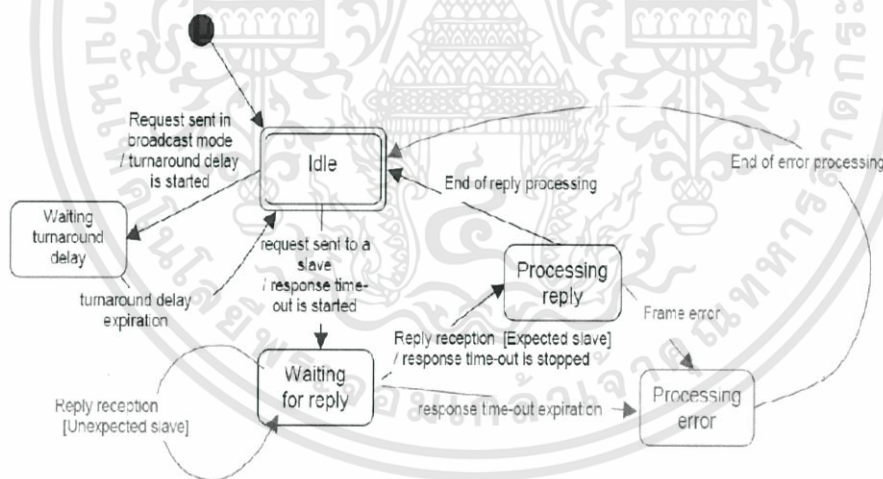 Request sent in
broadcast mode
/ turnaround delay
is started
Idle
End of reply processing
End of error processing
Waiting
turnaround
delay
request sent to a
slave
/ response time-
out is started
Processing
reply
turnaround delay
expiration
Frame error
Reply reception [Expected slave]
/ response time-out is stopped
Waiting
for reply
Reply reception
[Unexpected slave]
response time-out expiration
Processing
error